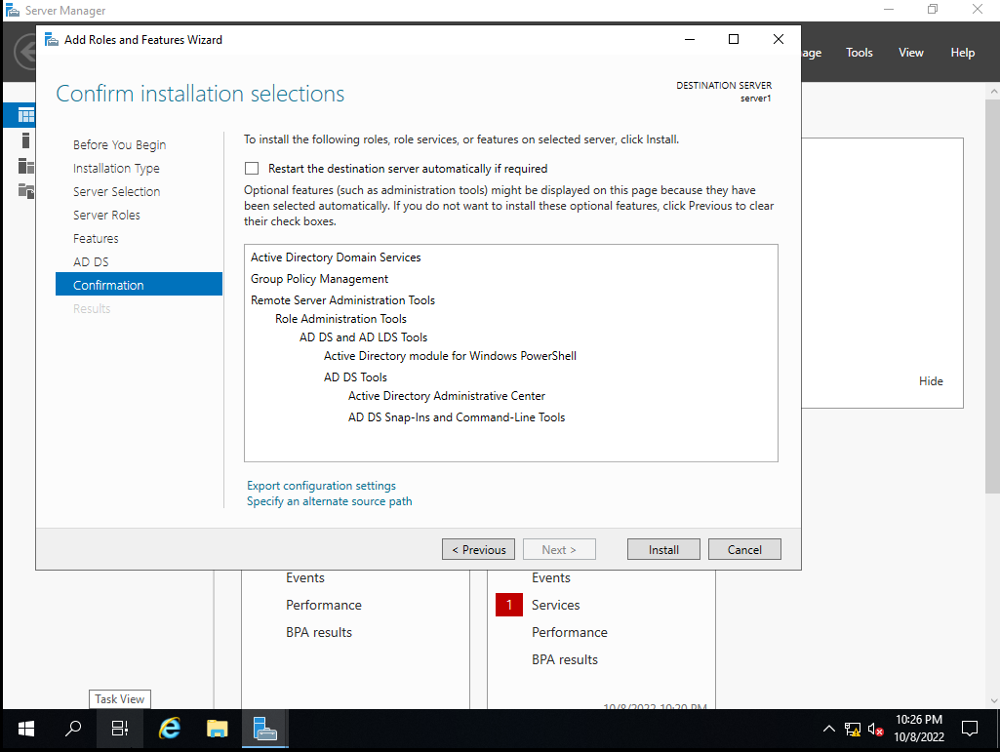 Server Manager
Add Roles and Features Wizard
Tools View Help
Confirm installation selections
DESTINATION SERVER
server1
Before You Begin
Installation Type
Server Selection
Server Roles
Features
AD DS
Confirmation
Results
To install the following roles, role services, or features on selected server, click Install.
Restart the destination server automatically if required
Optional features (such as administration tools) might be displayed on this page because they have
been selected automatically. If you do not want to install these optional features, click Previous to clear
their check boxes.
Active Directory Domain Services
Group Policy Management
Remote Server Administration Tools
Role Administration Tools
AD DS and AD LDS Tools
Active Directory module for Windows PowerShell
AD DS Tools
Active Directory Administrative Center
AD DS Snap-Ins and Command-Line Tools
Export configuration settings
Specify an alternate source path
< Previous
Next >
Install
Cancel
Hide
Events
Performance
BPA results
Events
1 Services
Performance
BPA results
10/8/2022 10:20 PM
Task View
10:26 PM
10/8/2022